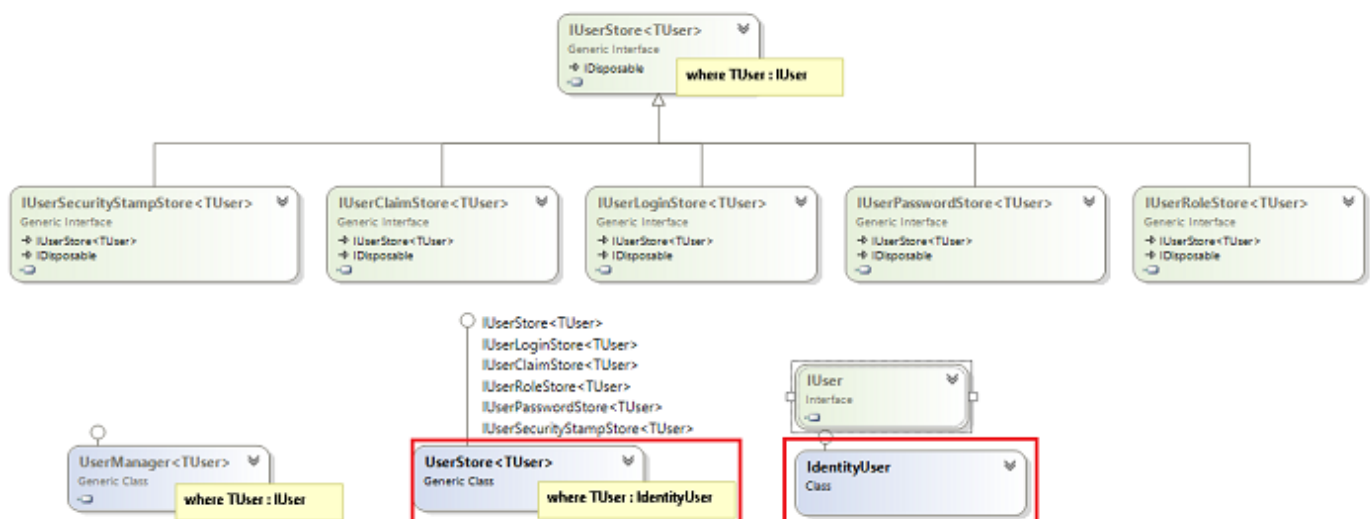 IUserStore<TUser>
Generic Interface
IDisposable
where TUser : IUser
IUserSecurityStampStore<TUser>
Generic Interface
IUserStore<TUser>
IDisposable
IUserClaimStore<TUser>
Generic Interface
IUserStore<TUser>
IDisposable
IUserLoginStore<TUser>
Generic Interface
IUserStore<TUser>
IDisposable
IUserPasswordStore<TUser>
Generic Interface
IUserStore<TUser>
IDisposable
IUserRoleStore<TUser>
Generic Interface
IUserStore<TUser>
IDisposable
IUserStore<TUser>
IUserLoginStore<TUser>
IUserClaimStore<TUser>
IUserRoleStore<TUser>
IUserPasswordStore<TUser>
IUserSecurityStampStore<TUser>
IUser
Interface
UserManager<TUser>
Generic Class
where TUser : IUser
UserStore<TUser>
Generic Class
where TUser : IdentityUser
IdentityUser
Class